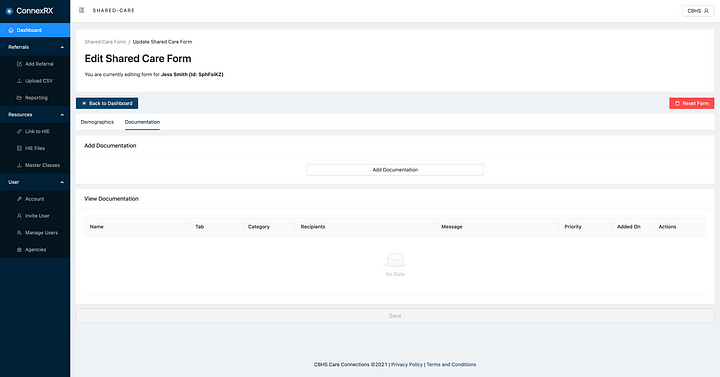 ConnexRX
SHARED-CARE
CBHS
Dashboard
Referrals
Add Referral
Upload CSV
Reporting
Resources
Link to HIE
HIE Files
Master Classes
User
Account
Invite User
Manage Users
Agencies
Shared Care Form / Update Shared Care Form
Edit Shared Care Form
You are currently editing form for Jess Smith (Id: SphFsiKZ)
Back to Dashboard
Reset Form
Demographics Documentation
Add Documentation
Add Documentation
View Documentation
Name Tab Category Recipients Message Priority Added On Actions
No Data
Save
CBHS Care Connections ©2021 | Privacy Policy | Terms and Conditions